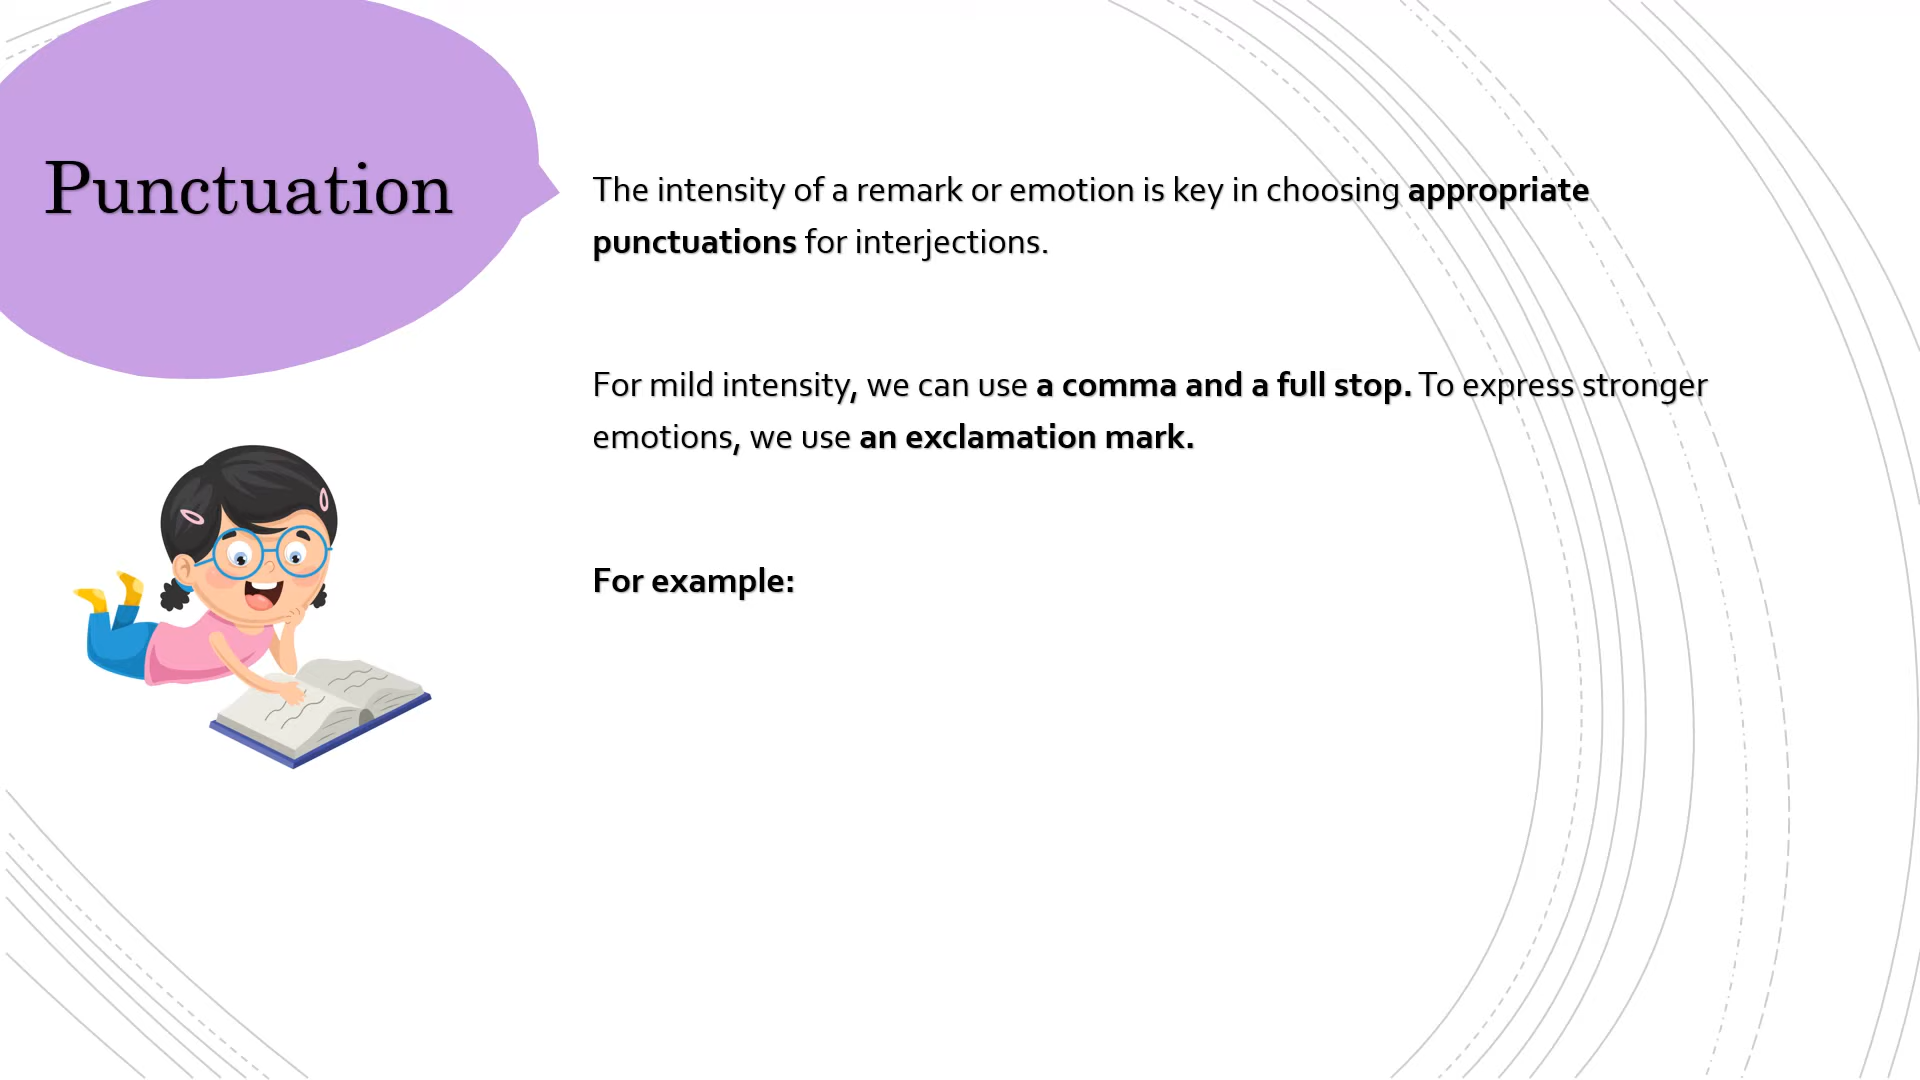 Punctuation
The intensity of a remark or emotion is key in choosing appropriate
punctuations for interjections.
For mild intensity, we can use a comma and a full stop. To express stronger
emotions, we use an exclamation mark.
For example: